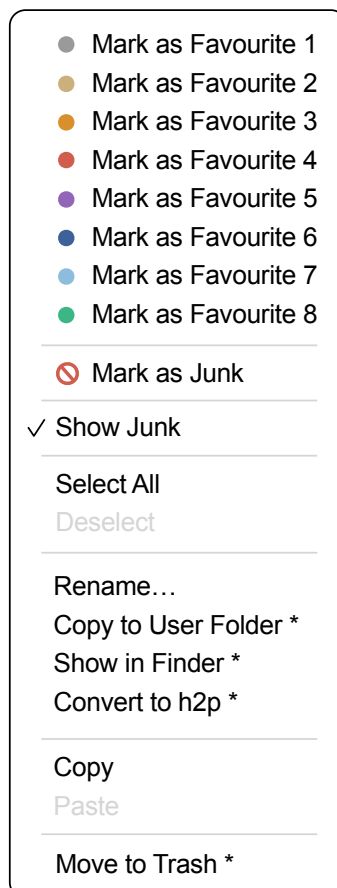 Mark as Favourite 1
Mark as Favourite 2
Mark as Favourite 3
Mark as Favourite 4
Mark as Favourite 5
Mark as Favourite 6
Mark as Favourite 7
Mark as Favourite 8
Mark as Junk
✓ Show Junk
Select All
Deselect
Rename…
Copy to User Folder *
Show in Finder *
Convert to h2p *
Copy
Paste
Move to Trash *